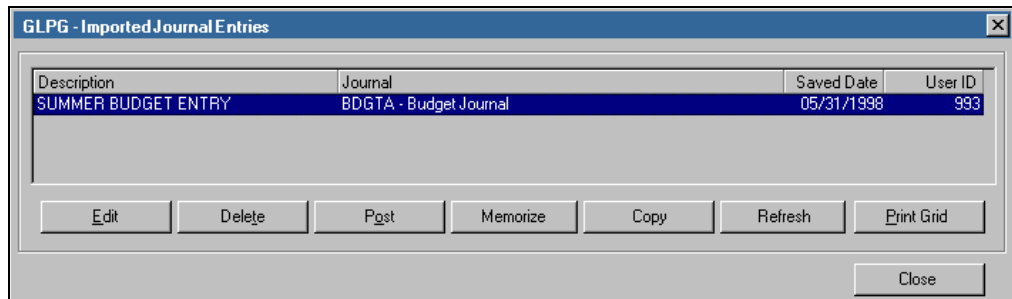 GLPG - Imported Journal Entries
Description Journal Saved Date User ID
SUMMER BUDGET ENTRY BDGTA - Budget Journal 05/31/1998 993
Edit Delete Post Memorize Copy Refresh Print Grid
Close